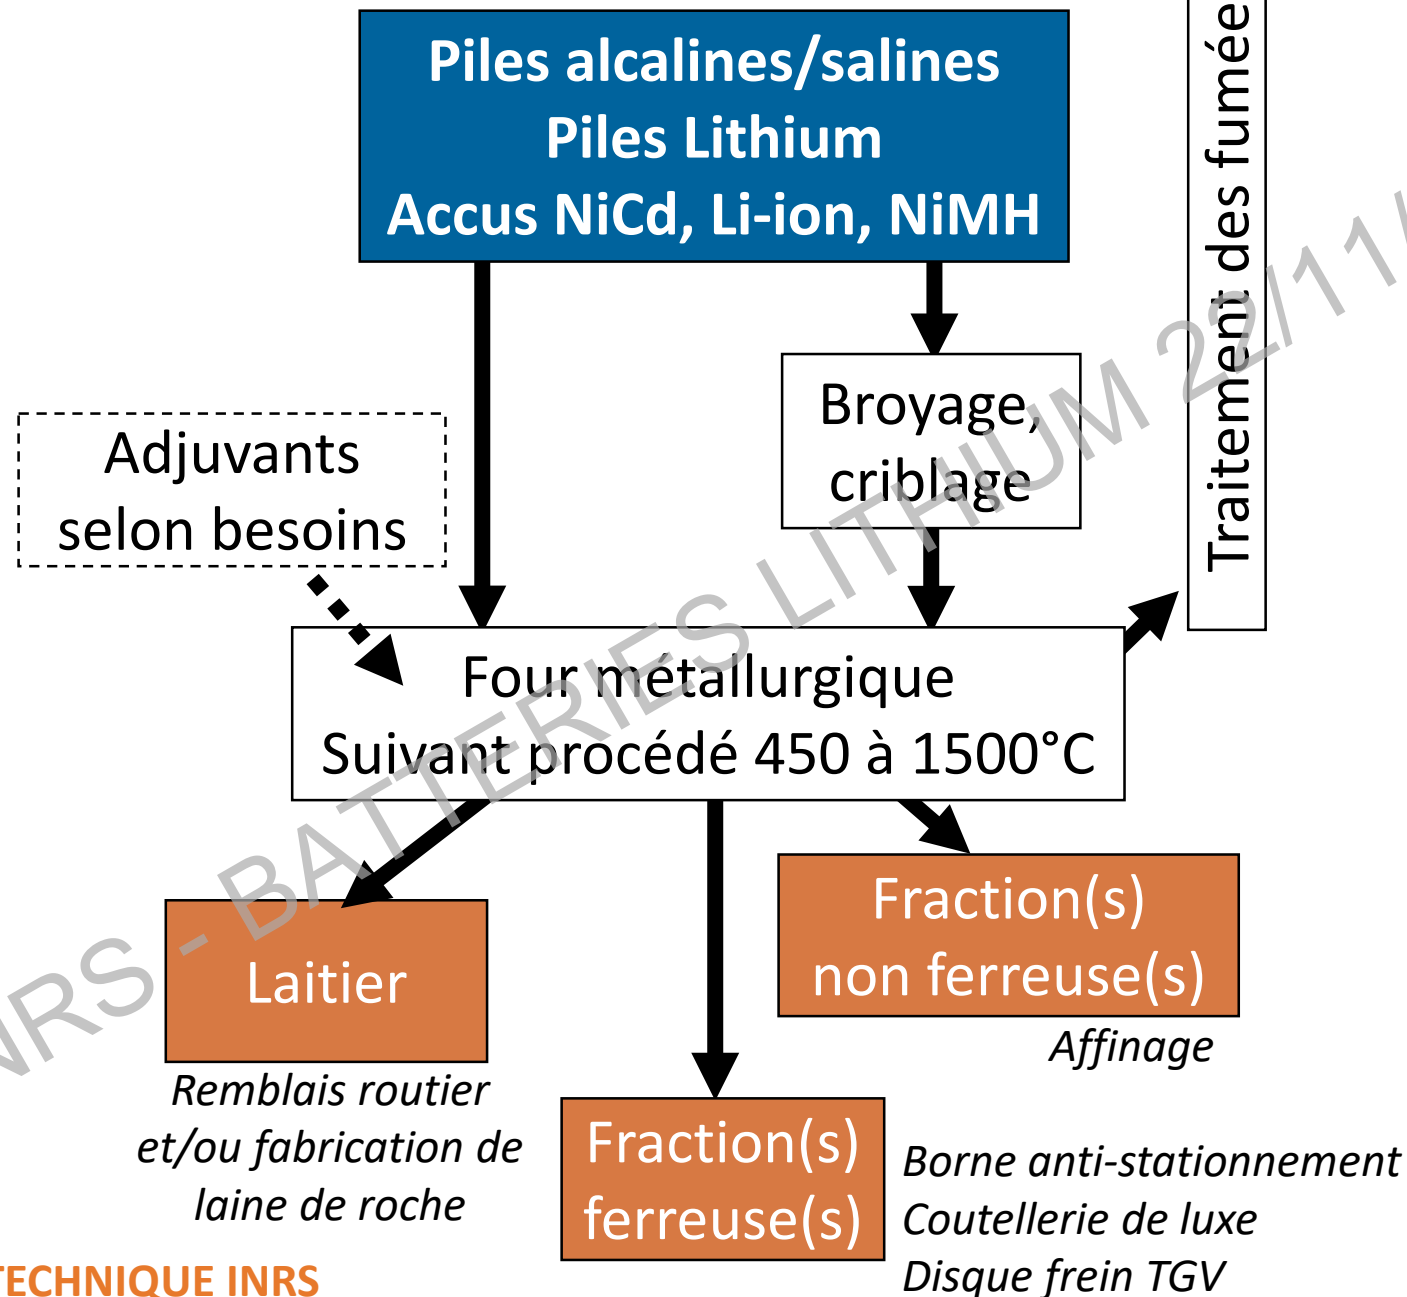 Piles alcalines/salines
Piles Lithium
Accus NiCd, Li-ion, NiMH
Traitement des fumée
Broyage,
criblage
Adjuvants
selon besoins
Four métallurgique
Suivant procédé 450 à 1500°C
Laitier
Remblais routier
et/ou fabrication de
laine de roche
Fraction(s)
non ferreuse(s)
Affinage
Fraction(s)
ferreuse(s)
Borne anti-stationnement
Coutellerie de luxe
Disque frein TGV
TECHNIQUE INRS
NRS - BATTERIES LITHIUM 22/11/